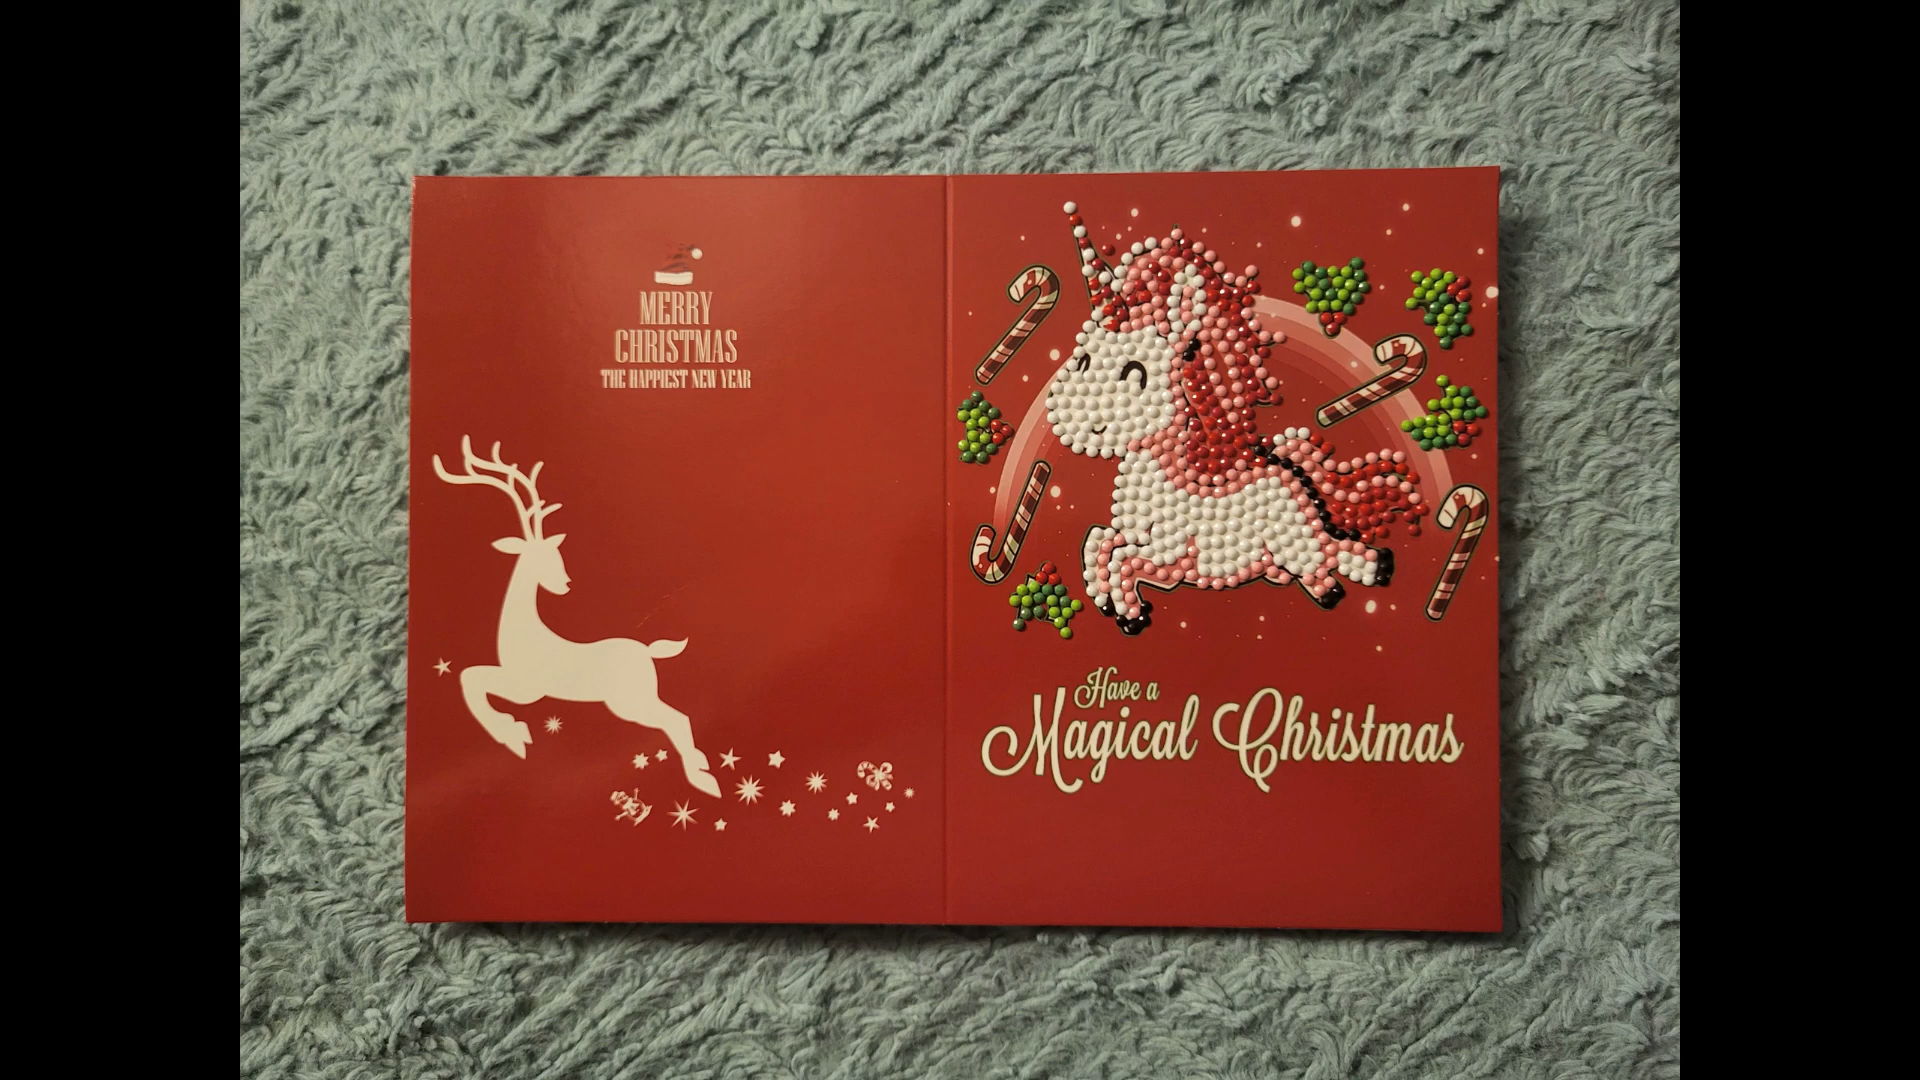 MERRY
CHRISTMAS
THE HAPPIEST NEW YEAR
Have a
Magical Christmas